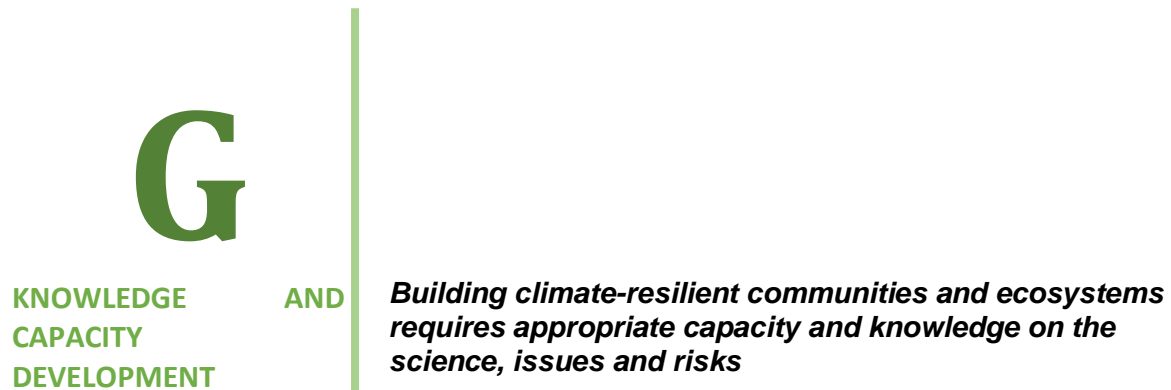 G
KNOWLEDGE AND
CAPACITY
DEVELOPMENT
Building climate-resilient communities and ecosystems
requires appropriate capacity and knowledge on the
science, issues and risks